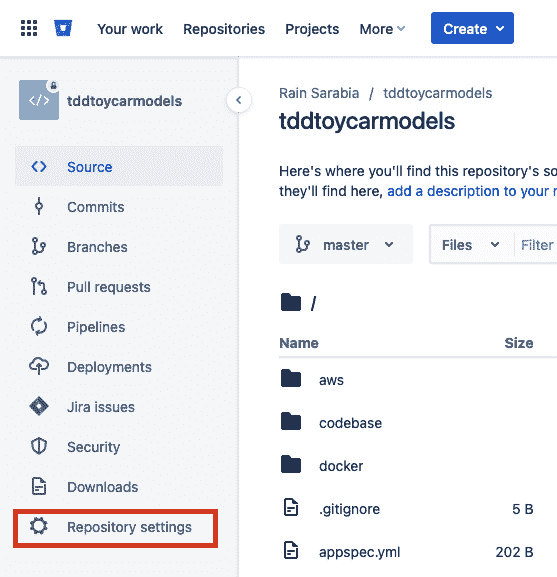 Your work Repositories Projects More Create
tddtoycarmodels
Source
Commits
Branches
Pull requests
Pipelines
Deployments
Jira issues
Security
Downloads
Repository settings
Rain Sarabia / tddtoycarmodels
tddtoycarmodels
Here's where you'll find this repository's so
they'll find here, add a description to your r
master Files Filter
/
Name Size
aws
codebase
docker
.gitignore 5 B
appspec.yml 202 B